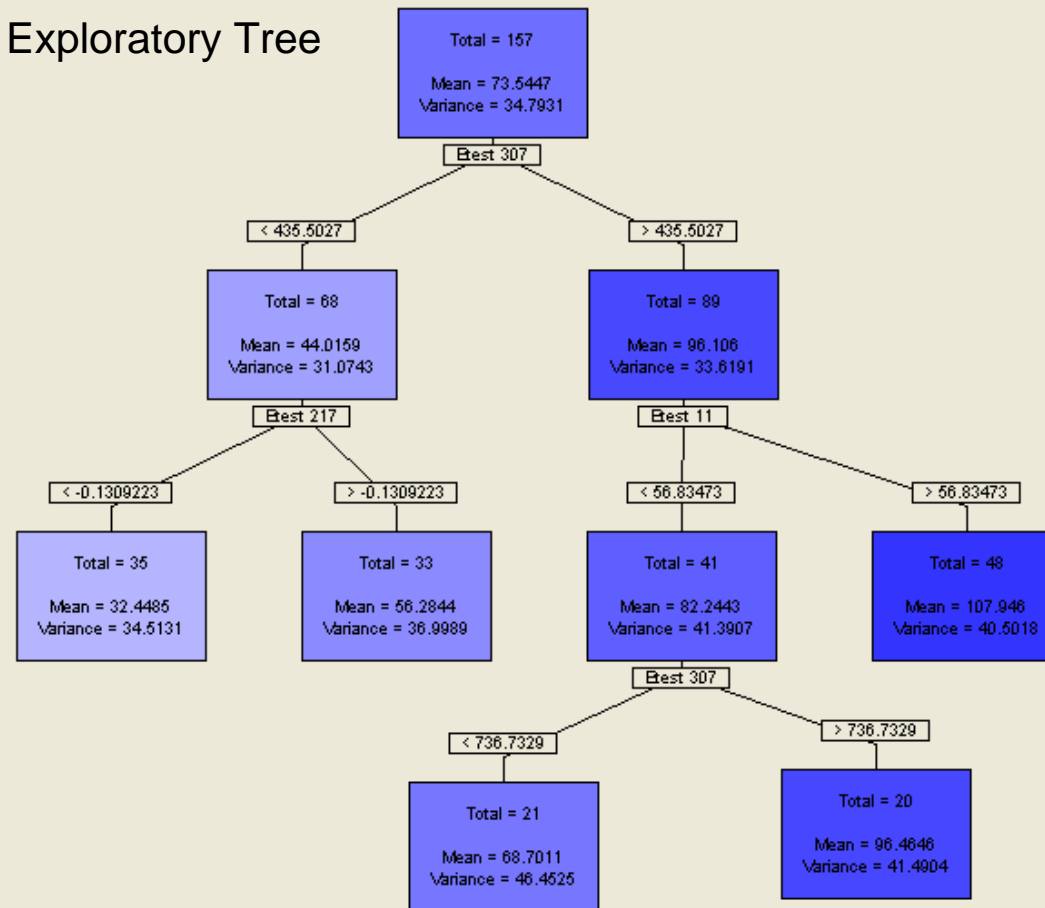 Exploratory Tree
Total = 157
Mean = 73.5447
Variance = 34.7931
Etest 307
< 435.5027
> 435.5027
Total = 68
Mean = 44.0159
Variance = 31.0743
Total = 89
Mean = 96.106
Variance = 33.6191
Etest 217
Etest 11
< -0.1309223
> -0.1309223
< 56.83473
> 56.83473
Total = 35
Mean = 32.4485
Variance = 34.5131
Total = 33
Mean = 56.2844
Variance = 36.9989
Total = 41
Mean = 82.2443
Variance = 41.3907
Total = 48
Mean = 107.946
Variance = 40.5018
Etest 307
< 736.7329
> 736.7329
Total = 21
Mean = 68.7011
Variance = 46.4525
Total = 20
Mean = 96.4646
Variance = 41.4904